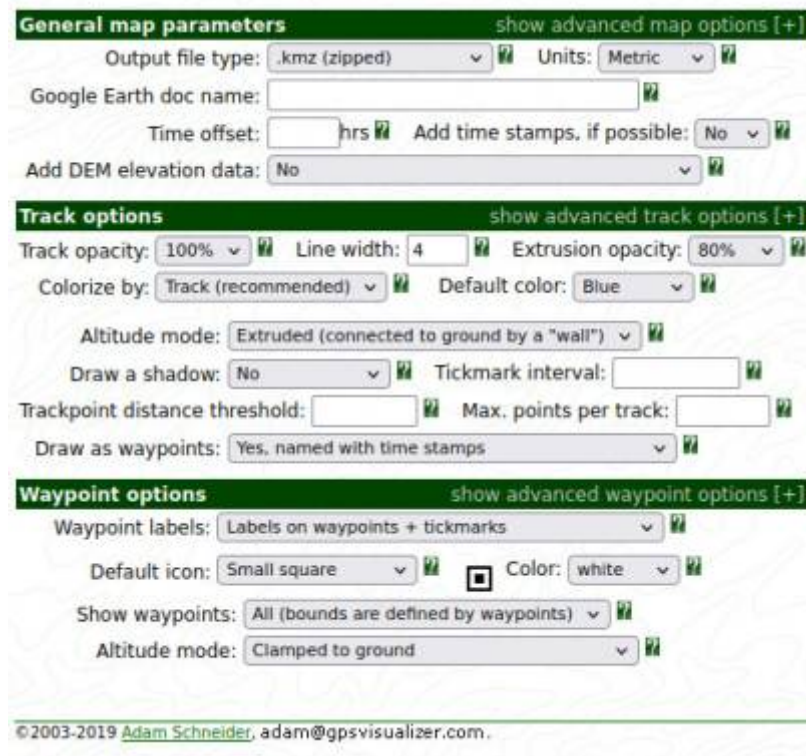 General map parameters show advanced map options [+]
Output file type: .kmz (zipped) Units: Metric
Google Earth doc name:
Time offset: hrs Add time stamps, if possible: No
Add DEM elevation data: No
Track options show advanced track options [+]
Track opacity: 100% Line width: 4 Extrusion opacity: 80%
Colorize by: Track (recommended) Default color: Blue
Altitude mode: Extruded (connected to ground by a "wall")
Draw a shadow: No Tickmark interval:
Trackpoint distance threshold: Max. points per track:
Draw as waypoints: Yes, named with time stamps
Waypoint options show advanced waypoint options [+]
Waypoint labels: Labels on waypoints + tickmarks
Default icon: Small square Color: white
Show waypoints: All (bounds are defined by waypoints)
Altitude mode: Clamped to ground
©2003-2019 Adam Schneider, adam@gpsvisualizer.com.